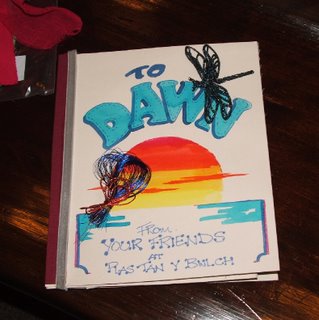 TO
DAWN
FROM
YOUR FRIENDS
AT
PLAS TAN Y BWLCH